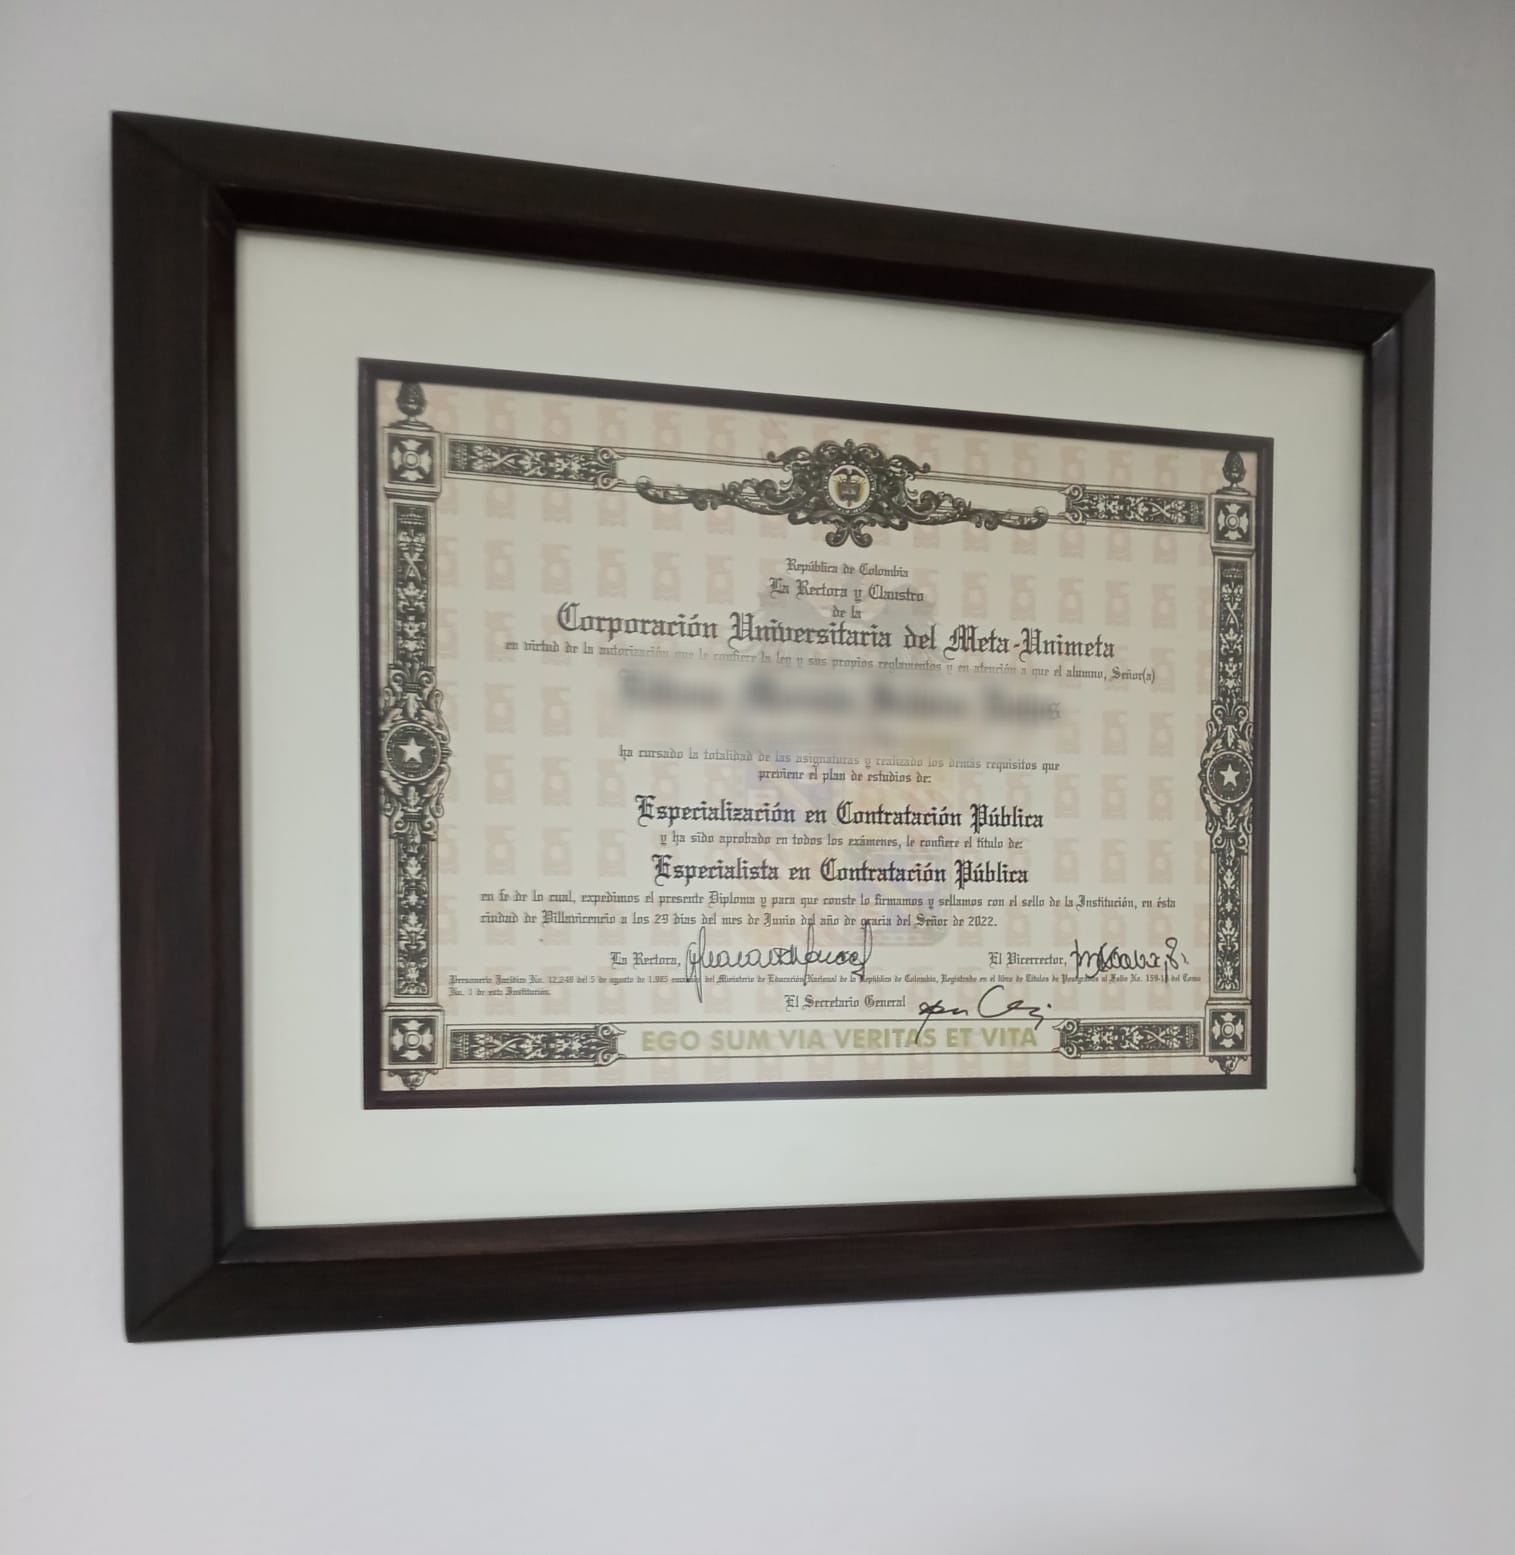 República de Colombia
La Rectora y Claustro
de la
Corporación Universitaria del Meta-Unimeta
en virtud de la autorización que le confiere la ley y sus propios reglamentos y en atención a que el alumno, Señor(a)
ha cursado la totalidad de las asignaturas y realizado los demás requisitos que
previene el plan de estudios de:
Especialización en Contratación Pública
y ha sido aprobado en todos los exámenes, le confiere el título de:
Especialista en Contratación Pública
en fe de lo cual, expedimos el presente Diploma y para que conste lo firmamos y sellamos con el sello de la Institución, en ésta
ciudad de Villavicencio a los 29 días del mes de Junio del año de gracia del Señor de 2022.
La Rectora, El Vicerrector,
Personería Jurídica No. 12.249 del 5 de agosto de 1.985 del Ministerio de Educación Nacional de la República de Colombia, Registrado en el libro de Títulos de Postgrados al Folio No. del Tomo
No. 1 de esta Institución.
El Secretario General
EGO SUM VIA VERITAS ET VITA